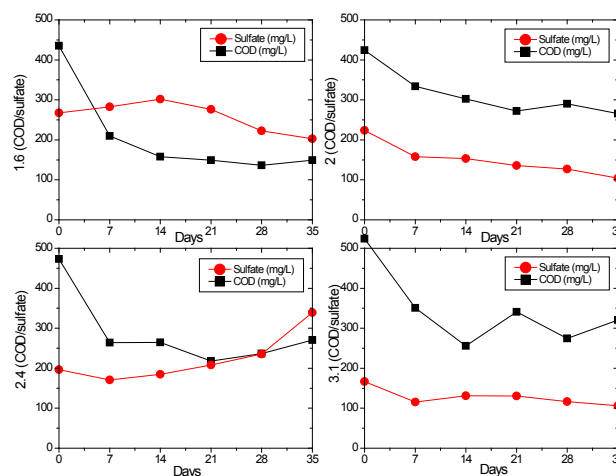 500
400
300
200
100
0
1.6 (COD/sulfate)
Sulfate (mg/L)
COD (mg/L)
0 7 14 21 28 35
Days
500
400
300
200
100
0
2 (COD/sulfate)
Sulfate (mg/L)
COD (mg/L)
0 7 14 21 28 35
Days
500
400
300
200
100
0
2.4 (COD/sulfate)
Sulfate (mg/L)
COD (mg/L)
0 7 14 21 28 35
Days
500
400
300
200
100
0
3.1 (COD/sulfate)
Sulfate (mg/L)
COD (mg/L)
0 7 14 21 28
Days